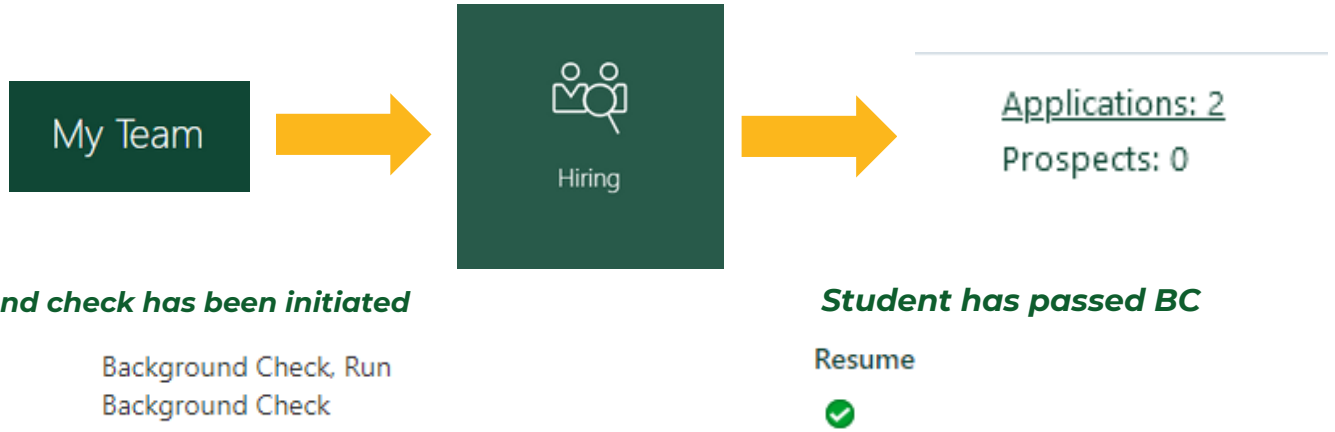 My Team
Hiring
Applications: 2
Prospects: 0
nd check has been initiated
Student has passed BC
Background Check, Run
Background Check
Resume